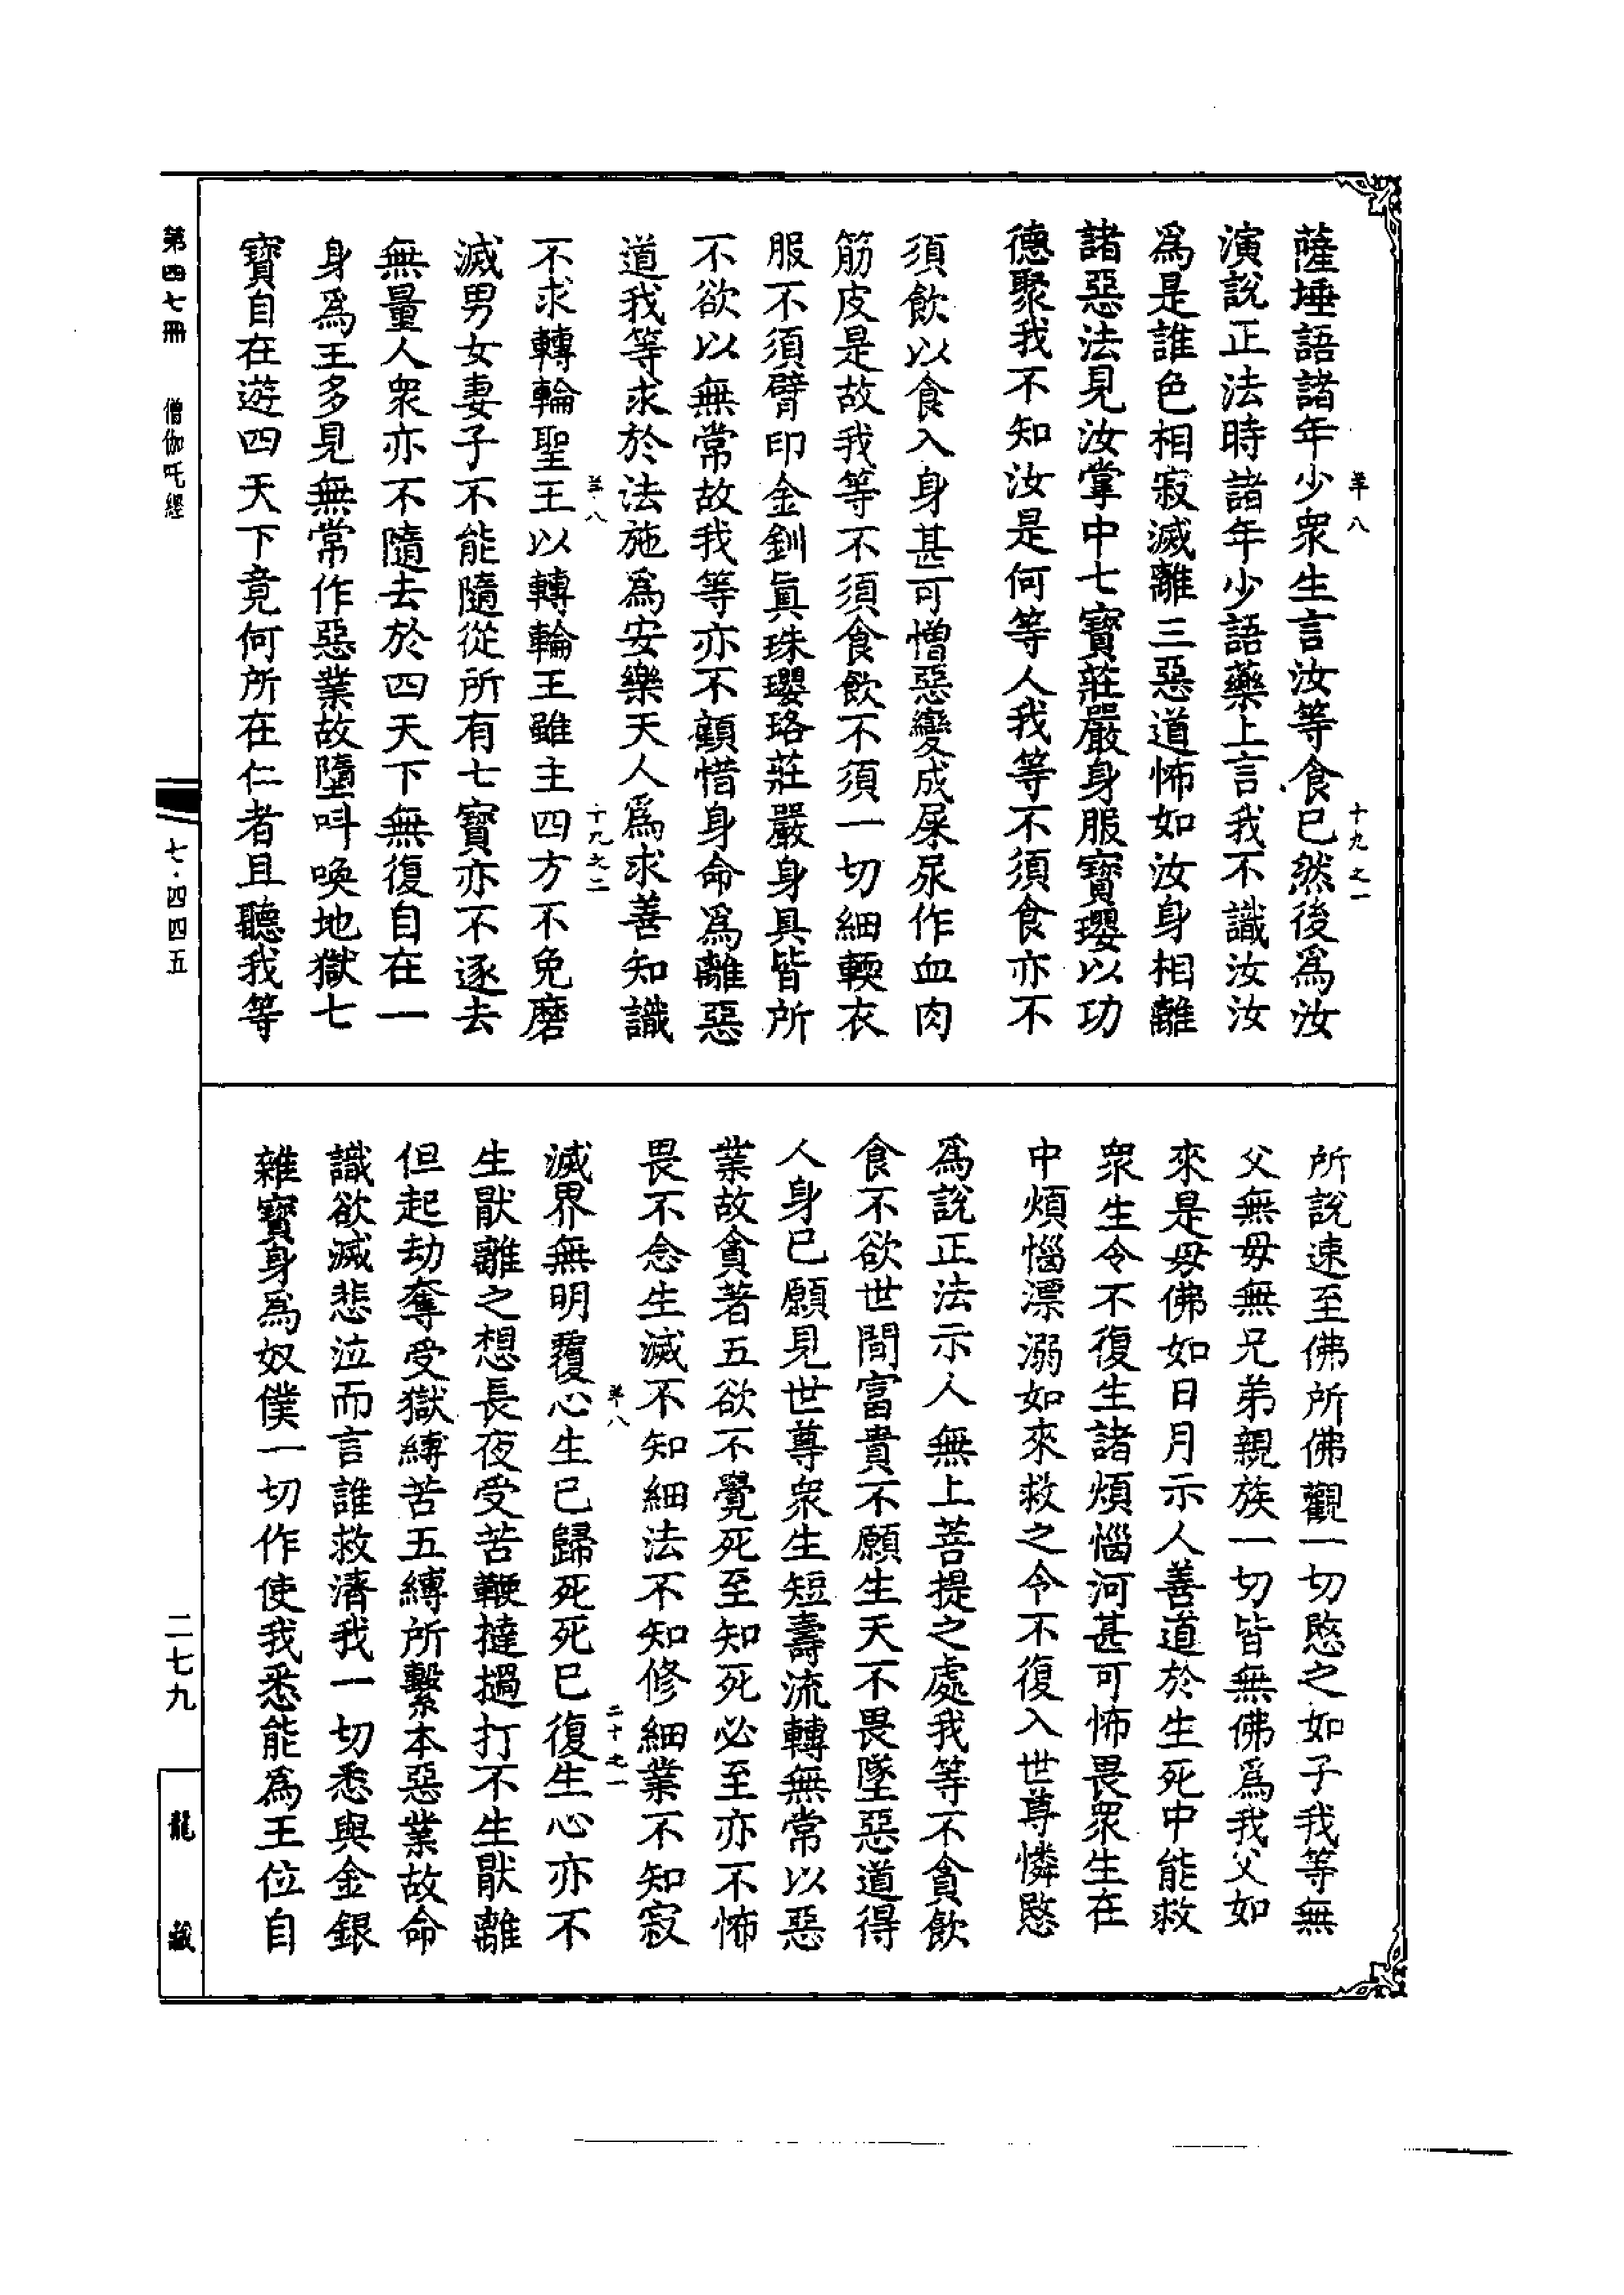 薩埵語諸年少衆生言汝等食已然後爲汝
羊八
十九之一
演說正法時諸年少語藥上言我不識汝汝
爲是誰色相寂滅離三惡道怖如汝身相離
諸惡法見汝掌中七寶莊嚴身服寶瓔以功
德聚我不知汝是何等人我等不須食亦不
須飲以食入身甚可憎惡變成屎尿作血肉
筋皮是故我等不須食飲不須一切細輭衣
服不須臂印金釧眞珠瓔珞莊嚴身具皆所
不欲以無常故我等亦不顧惜身命爲離惡
道我等求於法施爲安樂天人爲求善知識
羊八
十九之二
不求轉輪聖王以轉輪王雖主四方不免磨
滅男女妻子不能隨從所有七寶亦不逐去
無量人衆亦不隨去於四天下無復自在一
身爲王多見無常作惡業故墮叫喚地獄七
寶自在遊四天下竟何所在仁者且聽我等
所說速至佛所佛觀一切愍之如子我等無
父無毋無兄弟親族一切皆無佛爲我父如
來是毋佛如日月示人善道於生死中能救
衆生令不復生諸煩惱河甚可怖畏衆生在
中煩惱漂溺如來救之令不復入世尊憐愍
爲說正法示人無上菩提之處我等不貪飲
食不欲世間富貴不願生天不畏墜惡道得
人身已願見世尊衆生短壽流轉無常以惡
業故貪著五欲不覺死至知死必至亦不怖
畏不念生滅不知細法不知修細業不知寂
羊八
二十之一
滅界無明覆心生已歸死死已復生心亦不
生猒離之想長夜受苦鞭撻撾打不生猒離
但起劫奪受獄縛苦五縛所繫本惡業故命
識欲滅悲泣而言誰救濟我一切悉與金銀
雜寶身爲奴僕一切作使我悉能爲王位自
第四七冊
僧伽吒經
七·四四五
二七九
龍藏